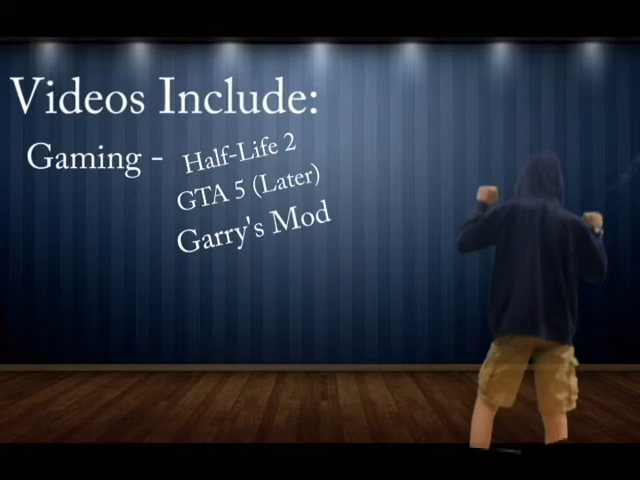 Videos Include:
Gaming - Half-Life 2
GTA 5 (Later)
Garry's Mod